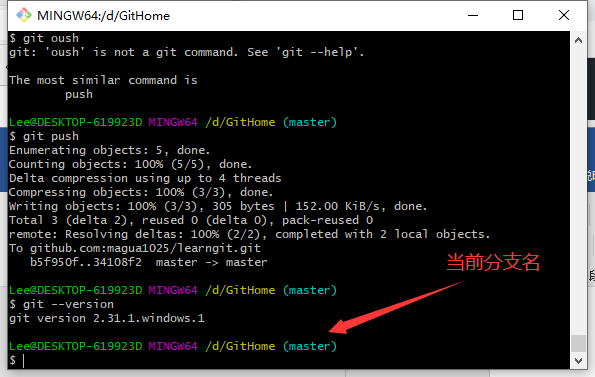 MINGW64:/d/GitHome
$ git oush
git: 'oush' is not a git command. See 'git --help'.
The most similar command is
push
Lee@DESKTOP-619923D MINGW64 /d/GitHome (master)
$ git push
Enumerating objects: 5, done.
Counting objects: 100% (5/5), done.
Delta compression using up to 4 threads
Compressing objects: 100% (3/3), done.
Writing objects: 100% (3/3), 305 bytes | 152.00 KiB/s, done.
Total 3 (delta 2), reused 0 (delta 0), pack-reused 0
remote: Resolving deltas: 100% (2/2), completed with 2 local objects.
To github.com:magua1025/learngit.git
b5f950f..34108f2  master -> master
当前分支名
Lee@DESKTOP-619923D MINGW64 /d/GitHome (master)
$ git --version
git version 2.31.1.windows.1
Lee@DESKTOP-619923D MINGW64 /d/GitHome (master)
$